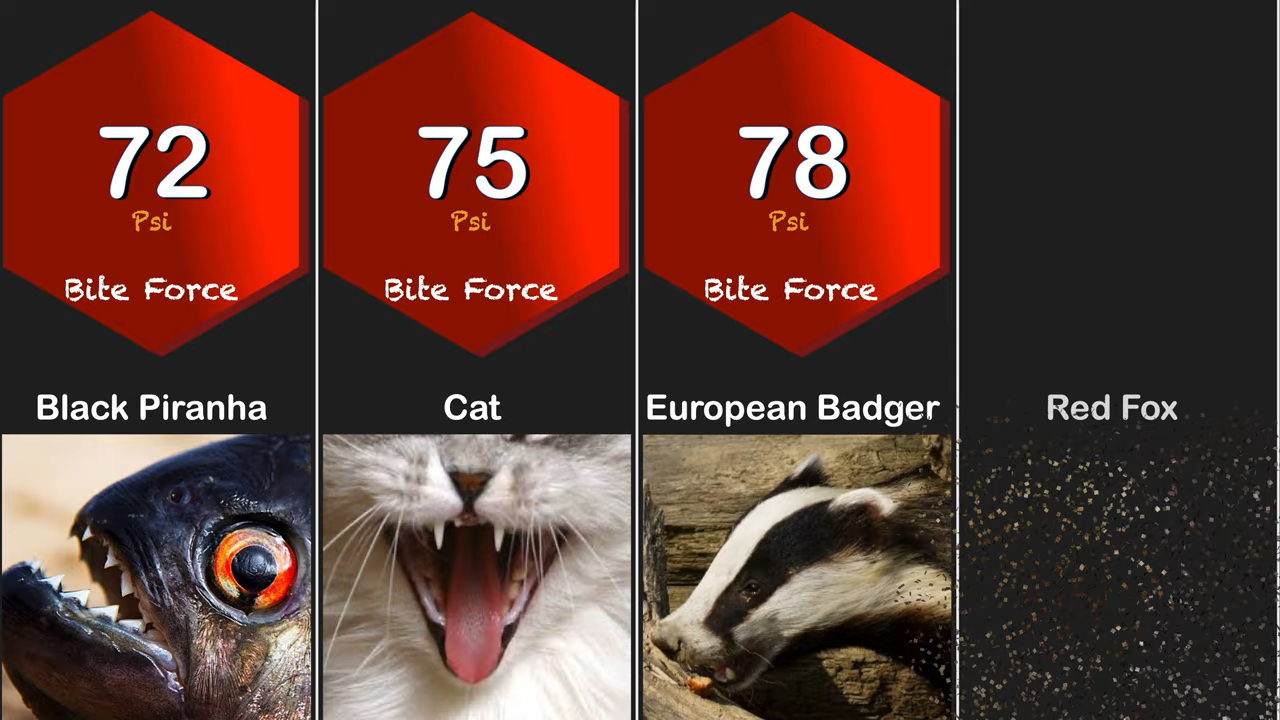 72
Psi
Bite Force
Black Piranha
75
Psi
Bite Force
Cat
78
Psi
Bite Force
European Badger
Red Fox